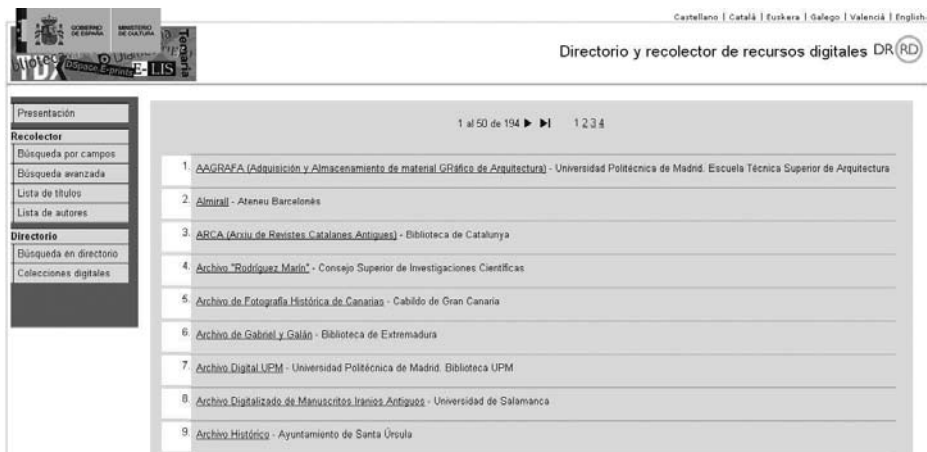 Castellano | Català | Euskera | Galego | Valencià | English
GOBIERNO DE ESPAÑA
MINISTERIO DE CULTURA
Directorio y recolector de recursos digitales DR RD
DSpace E-prints E-LIS
TDX
Presentación
Recolector
Búsqueda por campos
Búsqueda avanzada
Lista de títulos
Lista de autores
Directorio
Búsqueda en directorio
Colecciones digitales
1 al 50 de 194 1 2 3 4
1. AAGRAFA (Adquisición y Almacenamiento de material GRáfico de Arquitectura) - Universidad Politécnica de Madrid. Escuela Técnica Superior de Arquitectura
2. Almirall - Ateneu Barcelonès
3. ARCA (Arxiu de Revistes Catalanes Antigues) - Biblioteca de Catalunya
4. Archivo "Rodríguez Marín" - Consejo Superior de Investigaciones Científicas
5. Archivo de Fotografía Histórica de Canarias - Cabildo de Gran Canaria
6. Archivo de Gabriel y Galán - Biblioteca de Extremadura
7. Archivo Digital UPM - Universidad Politécnica de Madrid. Biblioteca UPM
8. Archivo Digitalizado de Manuscritos Iranios Antiguos - Universidad de Salamanca
9. Archivo Histórico - Ayuntamiento de Santa Úrsula